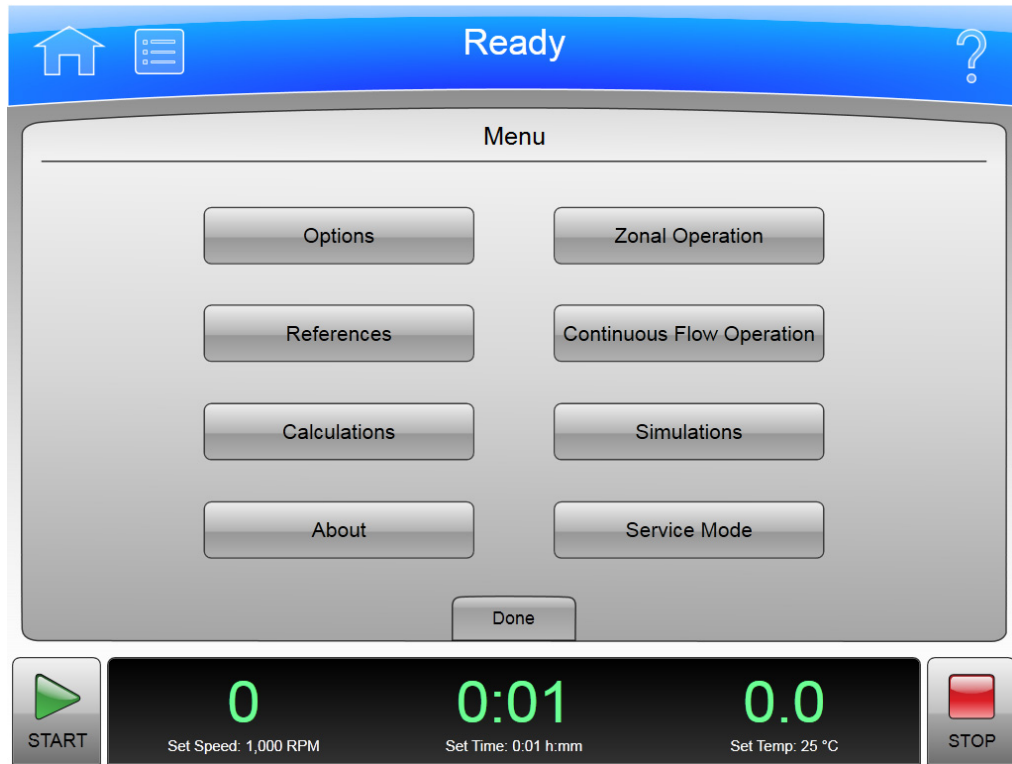 Ready
?
Menu
Options
Zonal Operation
References
Continuous Flow Operation
Calculations
Simulations
About
Service Mode
Done
START
0
0:01
0.0
Set Speed: 1,000 RPM
Set Time: 0:01 h:mm
Set Temp: 25 °C
STOP